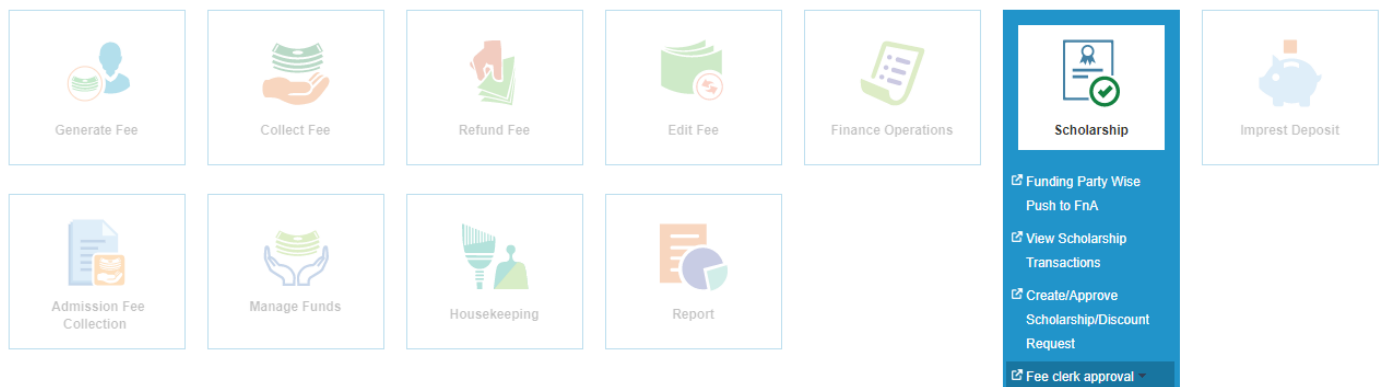 Generate Fee
Collect Fee
Refund Fee
Edit Fee
Finance Operations
Scholarship
Imprest Deposit
Funding Party Wise
Push to FnA
View Scholarship
Transactions
Create/Approve
Scholarship/Discount
Request
Fee clerk approval
Admission Fee
Collection
Manage Funds
Housekeeping
Report